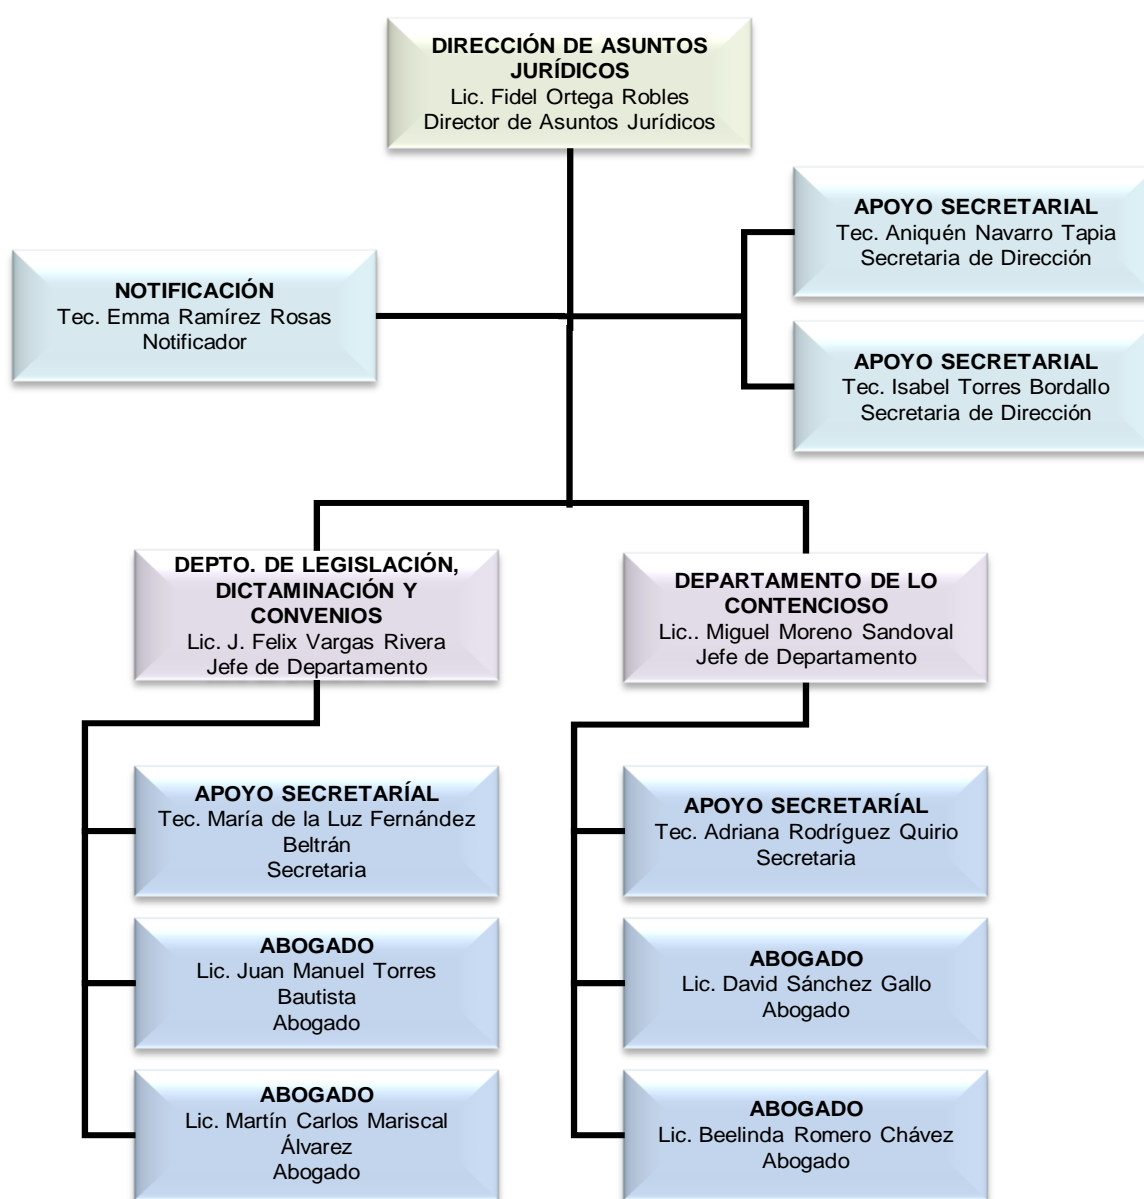 DIRECCIÓN DE ASUNTOS
JURÍDICOS
Lic. Fidel Ortega Robles
Director de Asuntos Jurídicos
APOYO SECRETARIAL
Tec. Aniquén Navarro Tapia
Secretaria de Dirección
NOTIFICACIÓN
Tec. Emma Ramírez Rosas
Notificador
APOYO SECRETARIAL
Tec. Isabel Torres Bordallo
Secretaria de Dirección
DEPTO. DE LEGISLACIÓN,
DICTAMINACIÓN Y
CONVENIOS
Lic. J. Felix Vargas Rivera
Jefe de Departamento
DEPARTAMENTO DE LO
CONTENCIOSO
Lic.. Miguel Moreno Sandoval
Jefe de Departamento
APOYO SECRETARÍAL
Tec. María de la Luz Fernández
Beltrán
Secretaria
APOYO SECRETARÍAL
Tec. Adriana Rodríguez Quirio
Secretaria
ABOGADO
Lic. Juan Manuel Torres
Bautista
Abogado
ABOGADO
Lic. David Sánchez Gallo
Abogado
ABOGADO
Lic. Martín Carlos Mariscal
Álvarez
Abogado
ABOGADO
Lic. Beelinda Romero Chávez
Abogado